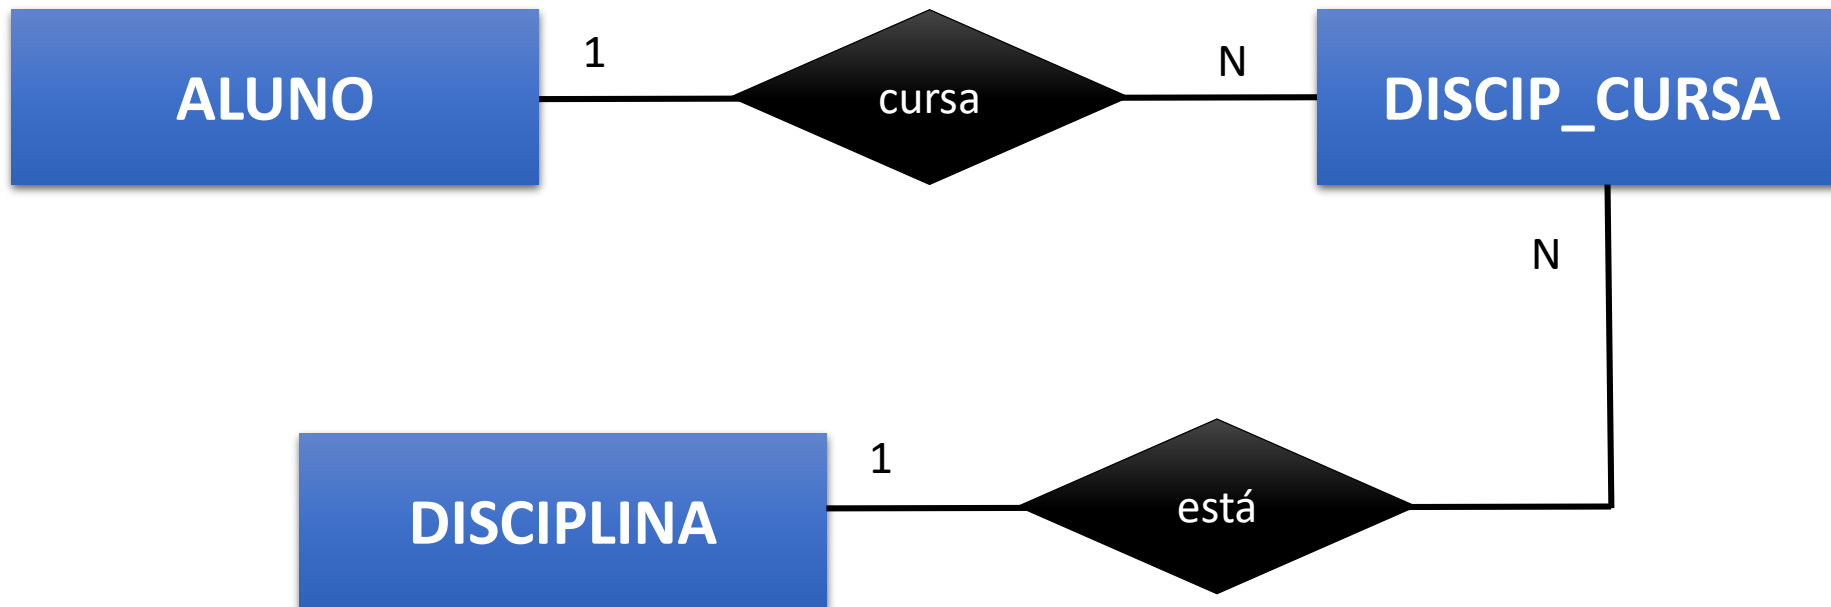 ALUNO
1
cursa
N
DISCIP_CURSA
N
DISCIPLINA
1
está